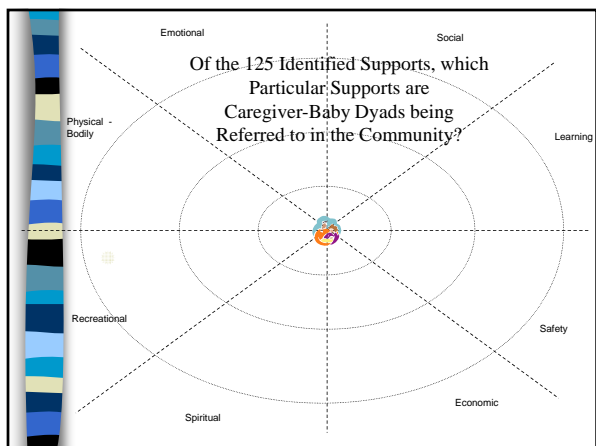 Emotional
Social
Of the 125 Identified Supports, which
Particular Supports are
Caregiver-Baby Dyads being
Referred to in the Community?
Physical -
Bodily
Learning
Recreational
Safety
Spiritual
Economic